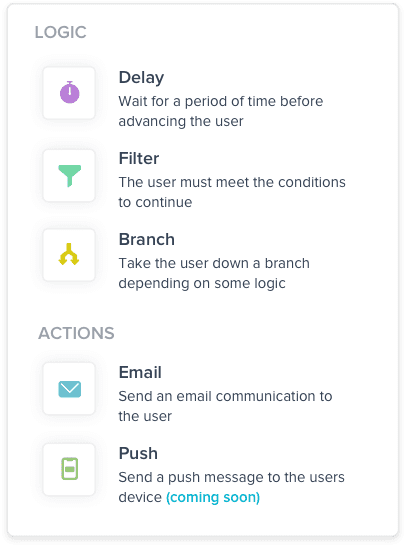 LOGIC
Delay
Wait for a period of time before
advancing the user
Filter
The user must meet the conditions
to continue
Branch
Take the user down a branch
depending on some logic
ACTIONS
Email
Send an email communication to
the user
Push
Send a push message to the users
device (coming soon)